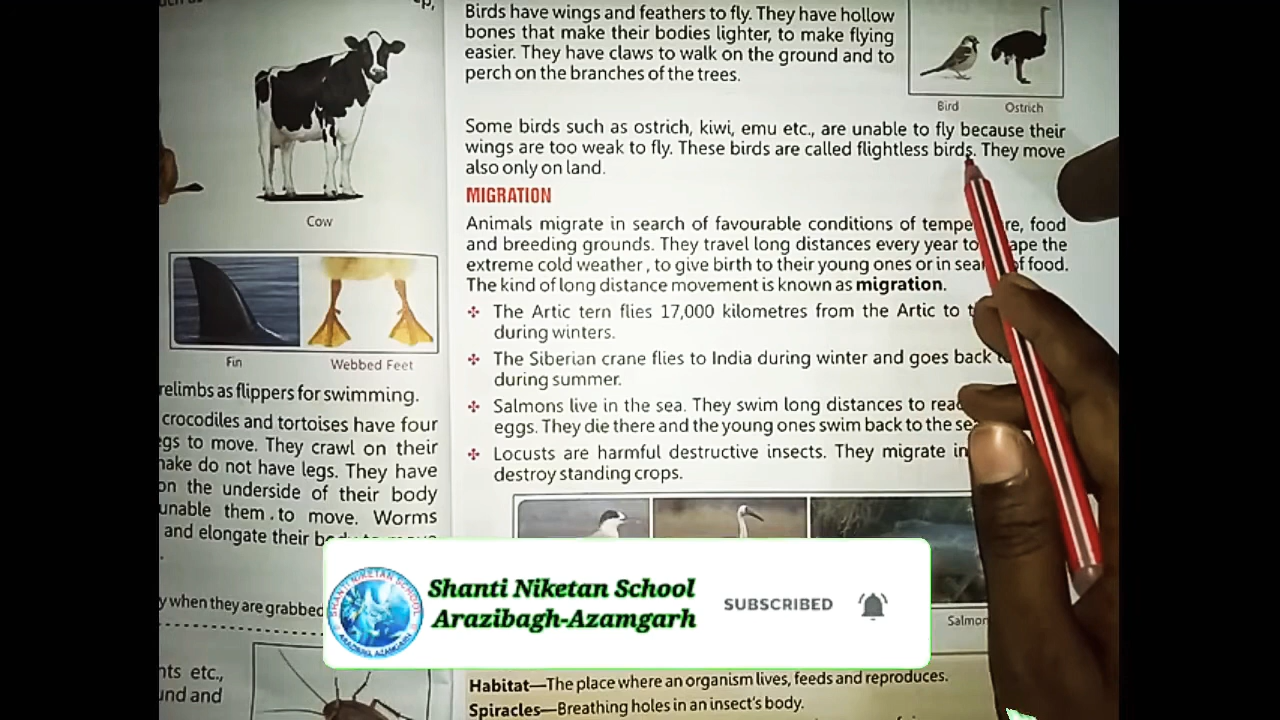 Cow
Fin
Webbed Feet
relimbs as flippers for swimming.
crocodiles and tortoises have four
gs to move. They crawl on their
nake do not have legs. They have
on the underside of their body
unable them to move. Worms
and elongate their
y when they are grabbed
nts etc.,
und and
Birds have wings and feathers to fly. They have hollow
bones that make their bodies lighter, to make flying
easier. They have claws to walk on the ground and to
perch on the branches of the trees.
Bird
Ostrich
Some birds such as ostrich, kiwi, emu etc., are unable to fly because their
wings are too weak to fly. These birds are called flightless birds. They move
also only on land.
MIGRATION
Animals migrate in search of favourable conditions of tempe re, food
and breeding grounds. They travel long distances every year to ape the
extreme cold weather , to give birth to their young ones or in sea of food.
The kind of long distance movement is known as migration.
The Artic tern flies 17,000 kilometres from the Artic to
during winters.
The Siberian crane flies to India during winter and goes back
during summer.
Salmons live in the sea. They swim long distances to
eggs. They die there and the young ones swim back to the
Locusts are harmful destructive insects. They migrate in
destroy standing crops.
Salmon
Shanti Niketan School
Arazibagh-Azamgarh
SUBSCRIBED
SHANTI NIKETAN SCHOOL
ARAZIBAG, AZAMGARH
Habitat—The place where an organism lives, feeds and reproduces.
Spiracles—Breathing holes in an insect's body.